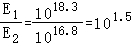 E₁/E₂ = 10^18.3/10^16.8 = 10^1.5